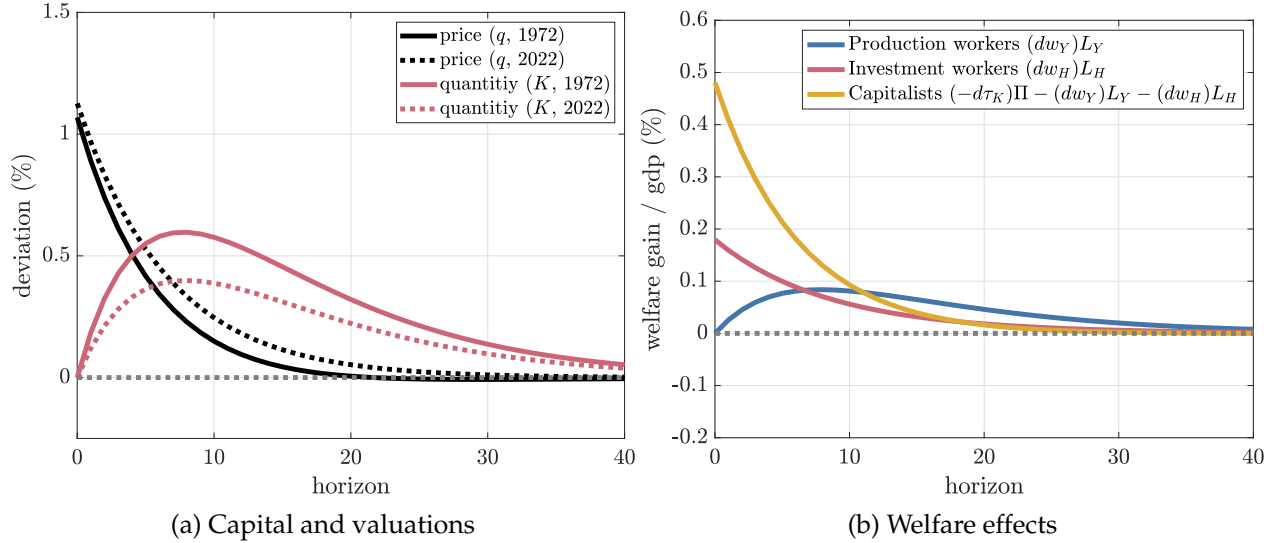 1.5
1
0.5
0
deviation (%)
price (q, 1972)
price (q, 2022)
quantitiy (K, 1972)
quantitiy (K, 2022)
0 10 20 30 40
horizon
(a) Capital and valuations
0.6
0.5
0.4
0.3
0.2
0.1
0
-0.1
-0.2
welfare gain / gdp (%)
Production workers (dw_Y)L_Y
Investment workers (dw_H)L_H
Capitalists (−dτ_K)Π − (dw_Y)L_Y − (dw_H)L_H
0 10 20 30 40
horizon
(b) Welfare effects